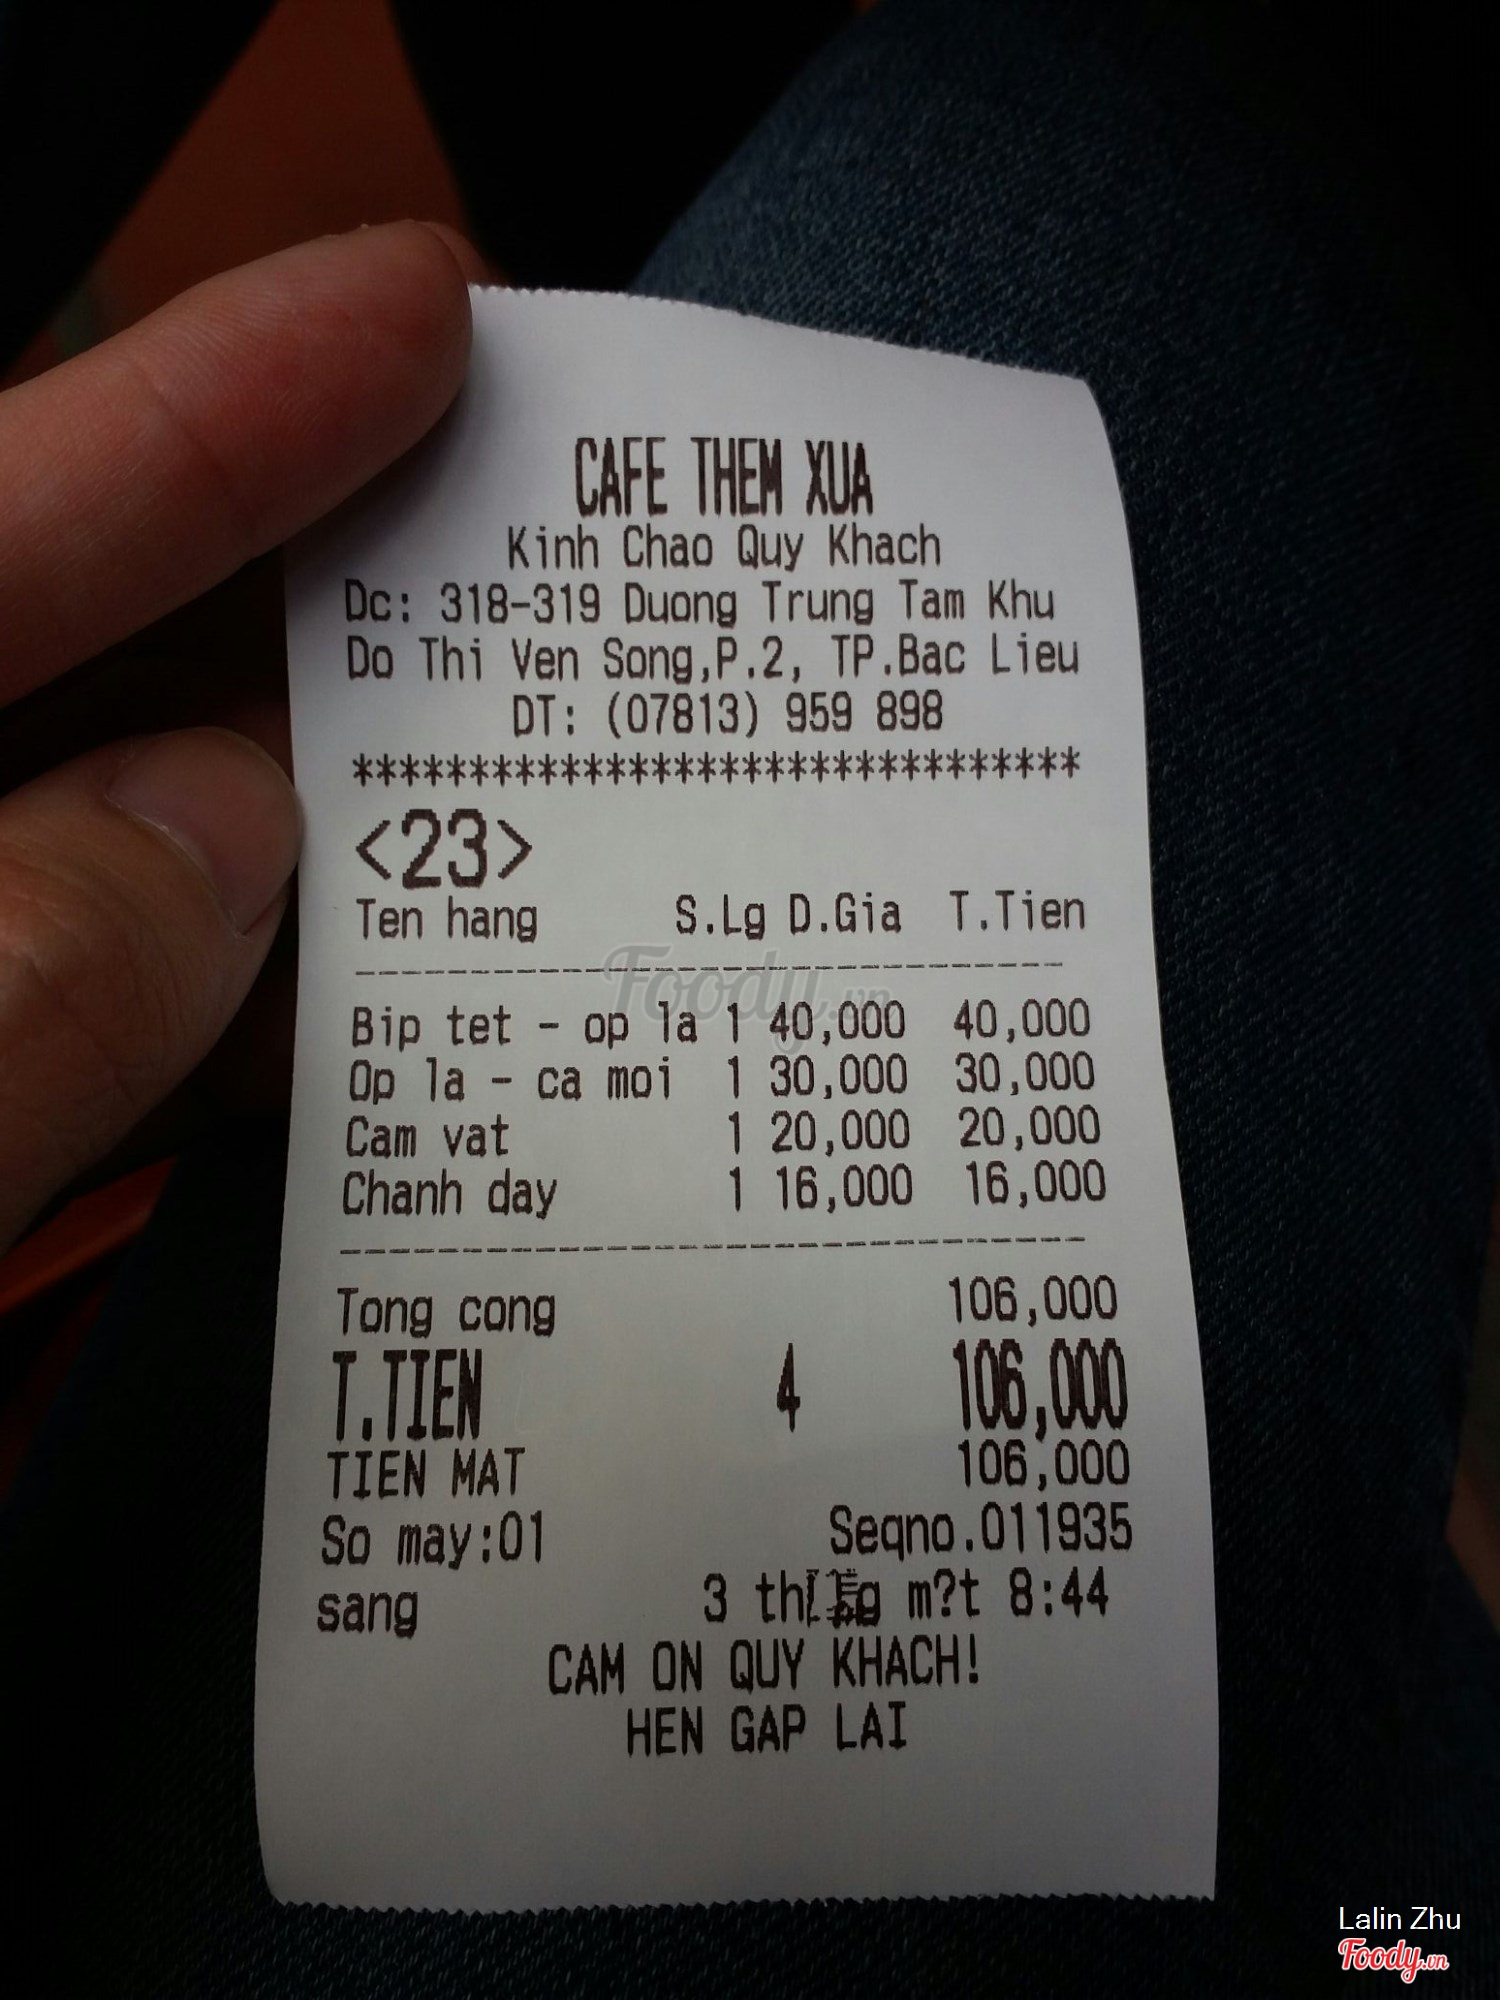 CAFE THEM XUA
Kinh Chao Quy Khach
Dc: 318-319 Duong Trung Tam Khu
Do Thi Ven Song,P.2, TP.Bac Lieu
DT: (07813) 959 898
********************************
<23>
Ten hang S.Lg D.Gia T.Tien
Bip tet - op la 1 40,000 40,000
Op la - ca moi 1 30,000 30,000
Cam vat 1 20,000 20,000
Chanh day 1 16,000 16,000
Tong cong 106,000
T.TIEN 4 106,000
TIEN MAT 106,000
So may:01 Seqno.011935
sang 3 m?t 8:44
CAM ON QUY KHACH!
HEN GAP LAI
Foody.vn
Lalin Zhu
Foody.vn